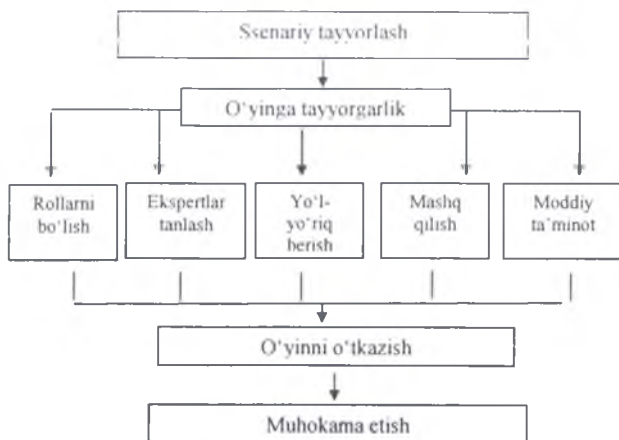 Ssenariy tayyorlash
O‘yinga tayyorgarlik
Rollarni
bo‘lish
Ekspertlar
tanlash
Yo‘l-
yo‘riq
berish
Mashq
qilish
Moddiy
ta’minot
O‘yinni o‘tkazish
Muhokama etish